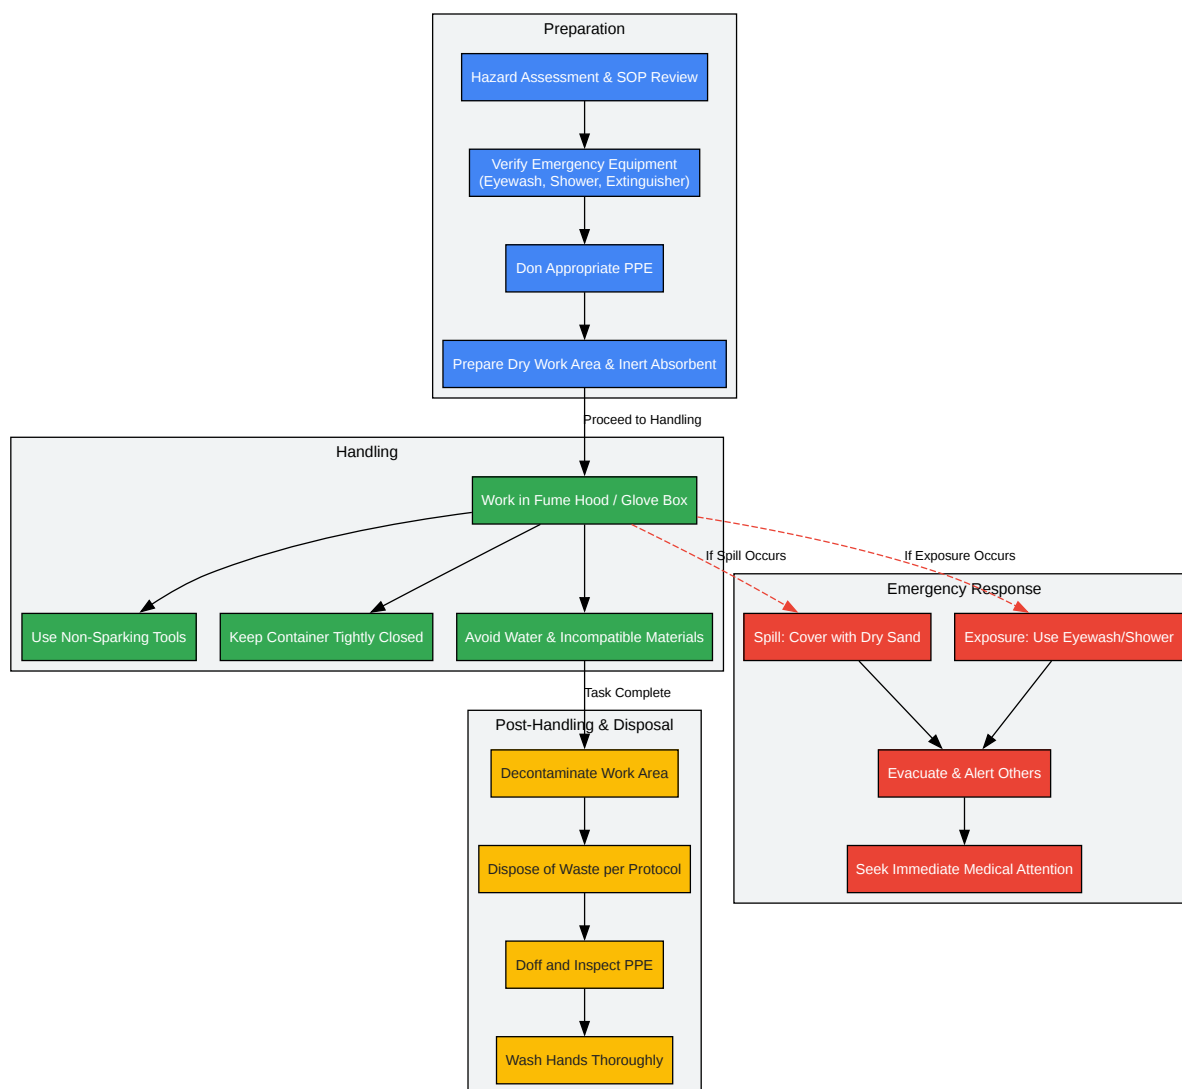 Preparation
Hazard Assessment & SOP Review
Verify Emergency Equipment
(Eyewash, Shower, Extinguisher)
Don Appropriate PPE
Prepare Dry Work Area & Inert Absorbent
Proceed to Handling
Handling
Work in Fume Hood / Glove Box
If Spill Occurs
If Exposure Occurs
Use Non-Sparking Tools
Keep Container Tightly Closed
Avoid Water & Incompatible Materials
Emergency Response
Spill: Cover with Dry Sand
Exposure: Use Eyewash/Shower
Evacuate & Alert Others
Seek Immediate Medical Attention
Task Complete
Post-Handling & Disposal
Decontaminate Work Area
Dispose of Waste per Protocol
Doff and Inspect PPE
Wash Hands Thoroughly